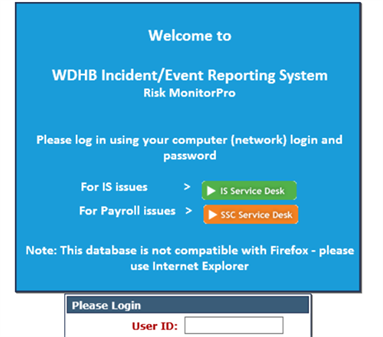 Welcome to
WDHB Incident/Event Reporting System
Risk MonitorPro
Please log in using your computer (network) login and
password
For IS issues > IS Service Desk
For Payroll issues > SSC Service Desk
Note: This database is not compatible with Firefox - please
use Internet Explorer
Please Login
User ID: